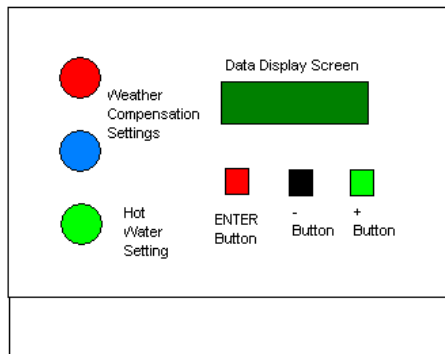 Data Display Screen
Weather
Compensation
Settings
Hot
Water
Setting
ENTER
Button
-
Button
+
Button